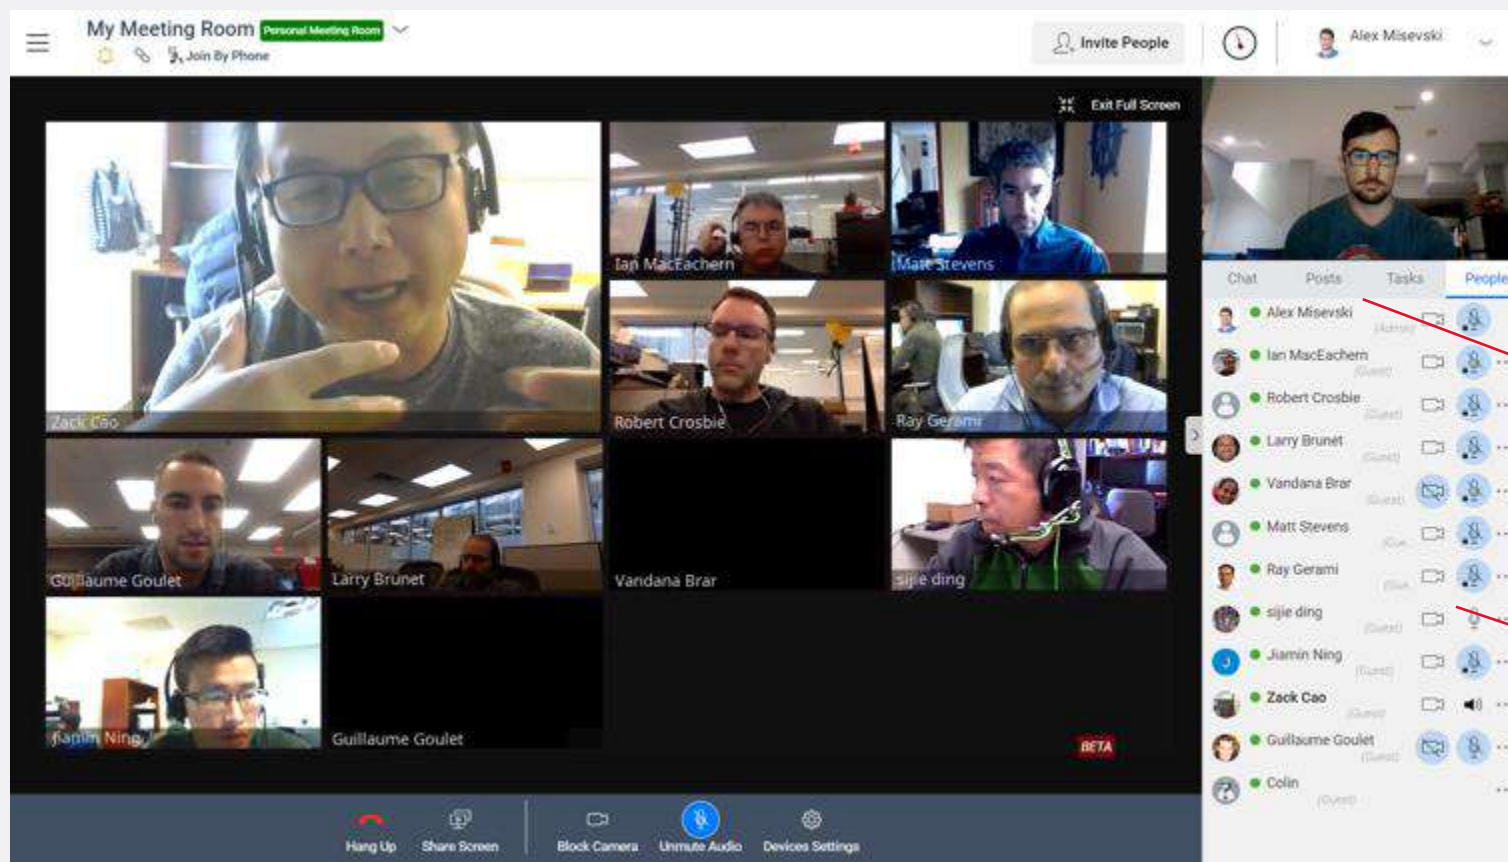 My Meeting Room Personal Meeting Room
Join By Phone
Invite People
Alex Misevski
Exit Full Screen
Zack Cao
Ian MacEachern
Matt Stevens
Robert Crosbie
Ray Gerami
Guillaume Goulet
Larry Brunet
Vandana Brar
sijie ding
Jiamin Ning
Guillaume Goulet
BETA
Chat Posts Tasks People
Alex Misevski
(Admin)
Ian MacEachern
(Guest)
Robert Crosbie
(Guest)
Larry Brunet
(Guest)
Vandana Brar
(Guest)
Matt Stevens
(Gue...
Ray Gerami
(Gue...
sijie ding
(Guest)
J
Jiamin Ning
(Guest)
Zack Cao
(Guest)
Guillaume Goulet
(Guest)
Colin
(Guest)
Hang Up Share Screen Block Camera Unmute Audio Devices Settings